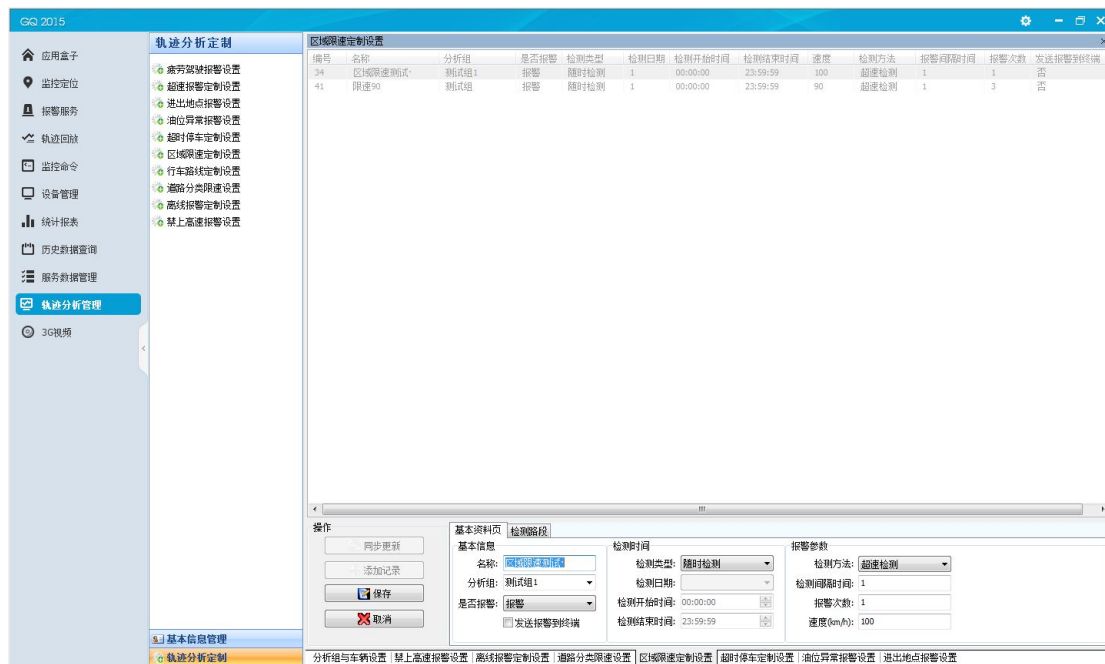 GQ 2015
应用盒子
监控定位
报警服务
轨迹回放
监控命令
设备管理
统计报表
历史数据查询
服务数据管理
轨迹分析管理
3G视频
轨迹分析定制
疲劳驾驶报警设置
超速报警定制设置
进出地点报警设置
油位异常报警设置
超时停车定制设置
区域限速定制设置
行车路线定制设置
道路分类限速设置
离线报警定制设置
禁上高速报警设置
基本信息管理
轨迹分析定制
区域限速定制设置
编号 名称 分析组 是否报警 检测类型 检测日期 检测开始时间 检测结束时间 速度 检测方法 报警间隔时间 报警次数 发送报警到终端
34 区域限速测试- 测试组1 报警 随时检测 1 00:00:00 23:59:59 100 超速检测 1 1 否
41 限速90 测试组1 报警 随时检测 1 00:00:00 23:59:59 90 超速检测 1 3 否
操作
同步更新
添加记录
保存
取消
基本资料页 检测路段
基本信息
名称: 区域限速测试-
分析组: 测试组1
是否报警: 报警
发送报警到终端
检测时间
检测类型: 随时检测
检测日期:
检测开始时间: 00:00:00
检测结束时间: 23:59:59
报警参数
检测方法: 超速检测
检测间隔时间: 1
报警次数: 1
速度(km/h): 100
分析组与车辆设置 禁上高速报警设置 离线报警定制设置 道路分类限速设置 区域限速定制设置 超时停车定制设置 油位异常报警设置 进出地点报警设置